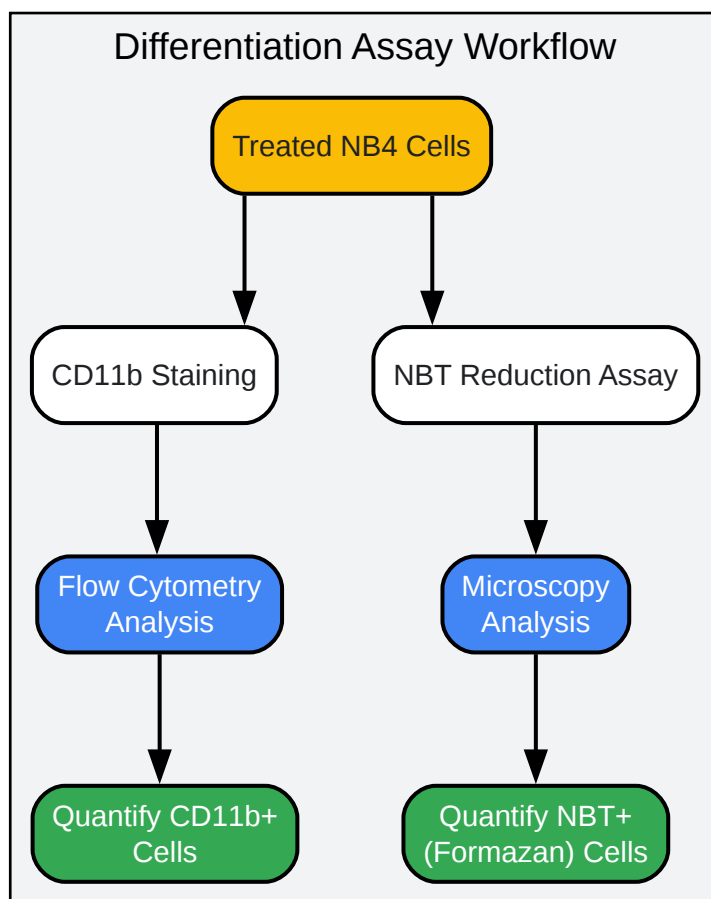 Differentiation Assay Workflow
Treated NB4 Cells
CD11b Staining
NBT Reduction Assay
Flow Cytometry
Analysis
Microscopy
Analysis
Quantify CD11b+
Cells
Quantify NBT+
(Formazan) Cells